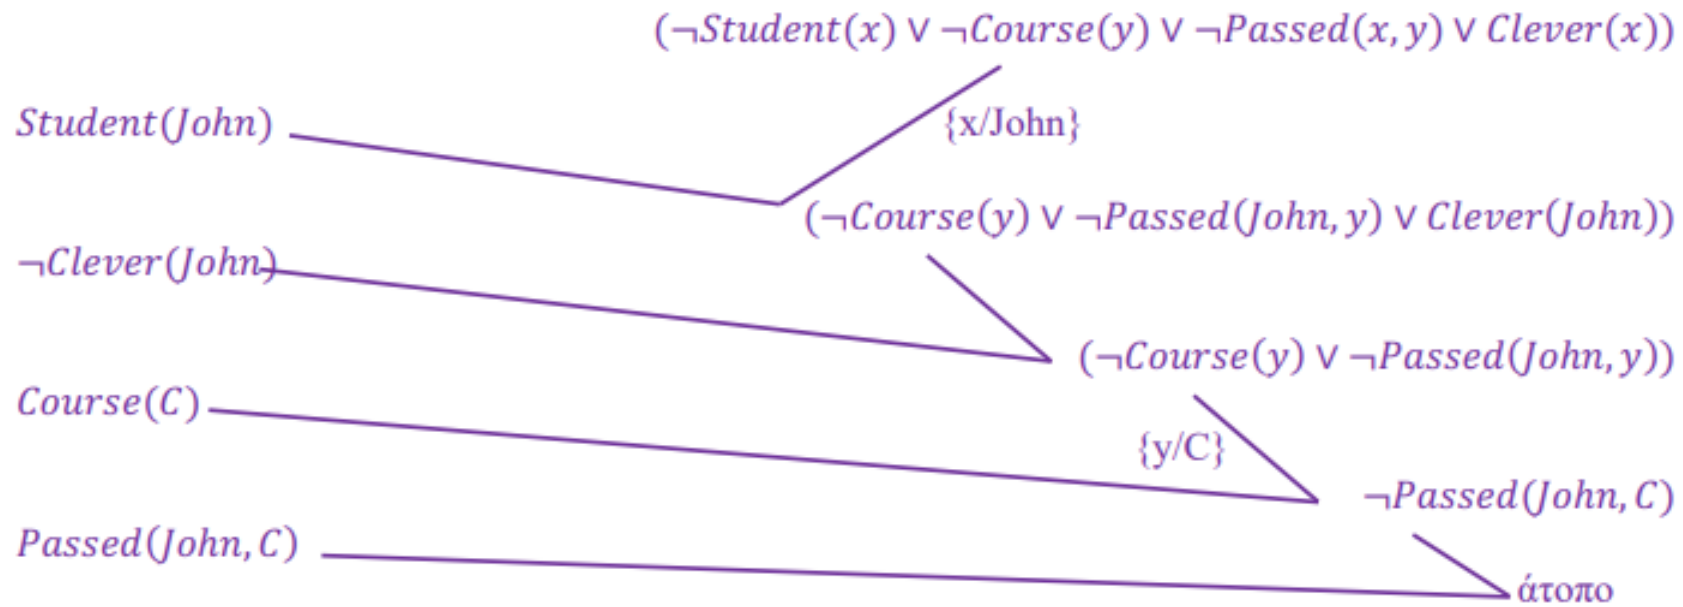 (¬Student(x) ∨ ¬Course(y) ∨ ¬Passed(x, y) ∨ Clever(x))
Student(John)
{x/John}
(¬Course(y) ∨ ¬Passed(John, y) ∨ Clever(John))
¬Clever(John)
(¬Course(y) ∨ ¬Passed(John, y))
Course(C)
{y/C}
¬Passed(John, C)
Passed(John, C)
άτοπο